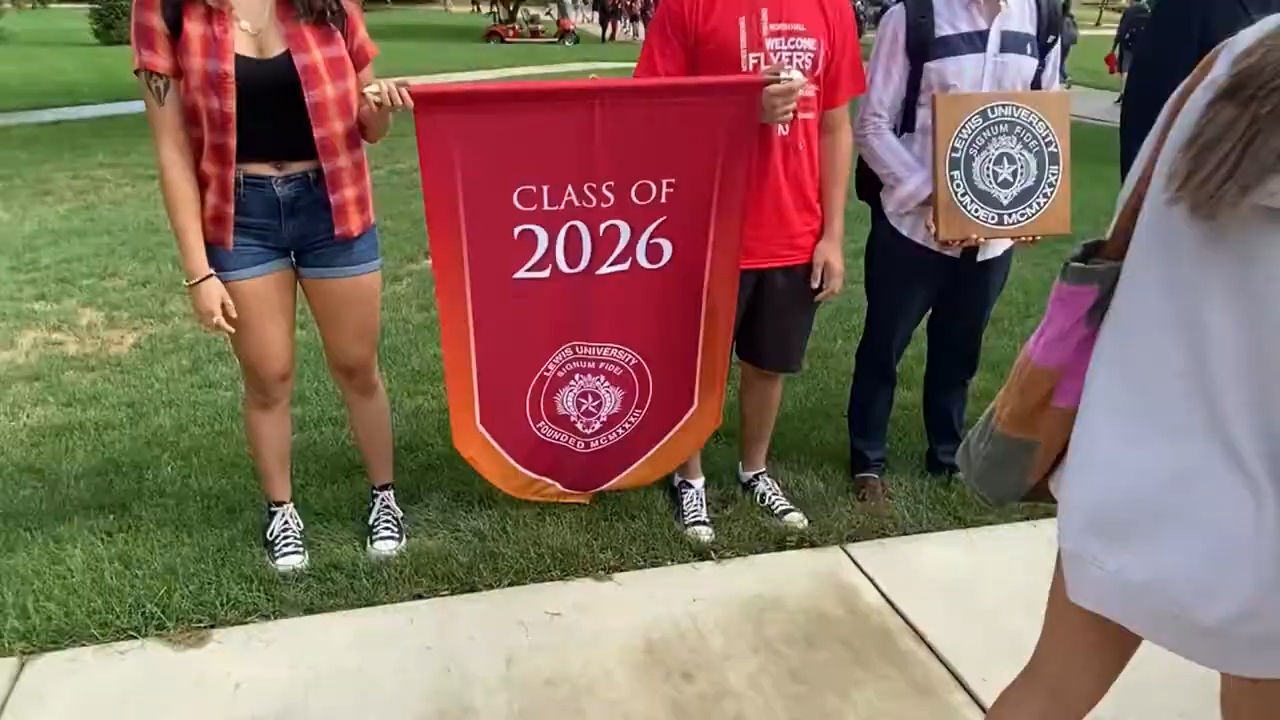 WELCOME
FLYERS
CLASS OF
2026
LEWIS UNIVERSITY
SIGNUM FIDEI
FOUNDED MCMXXXII
LEWIS UNIVERSITY
SIGNUM FIDEI
FOUNDED MCMXXXII